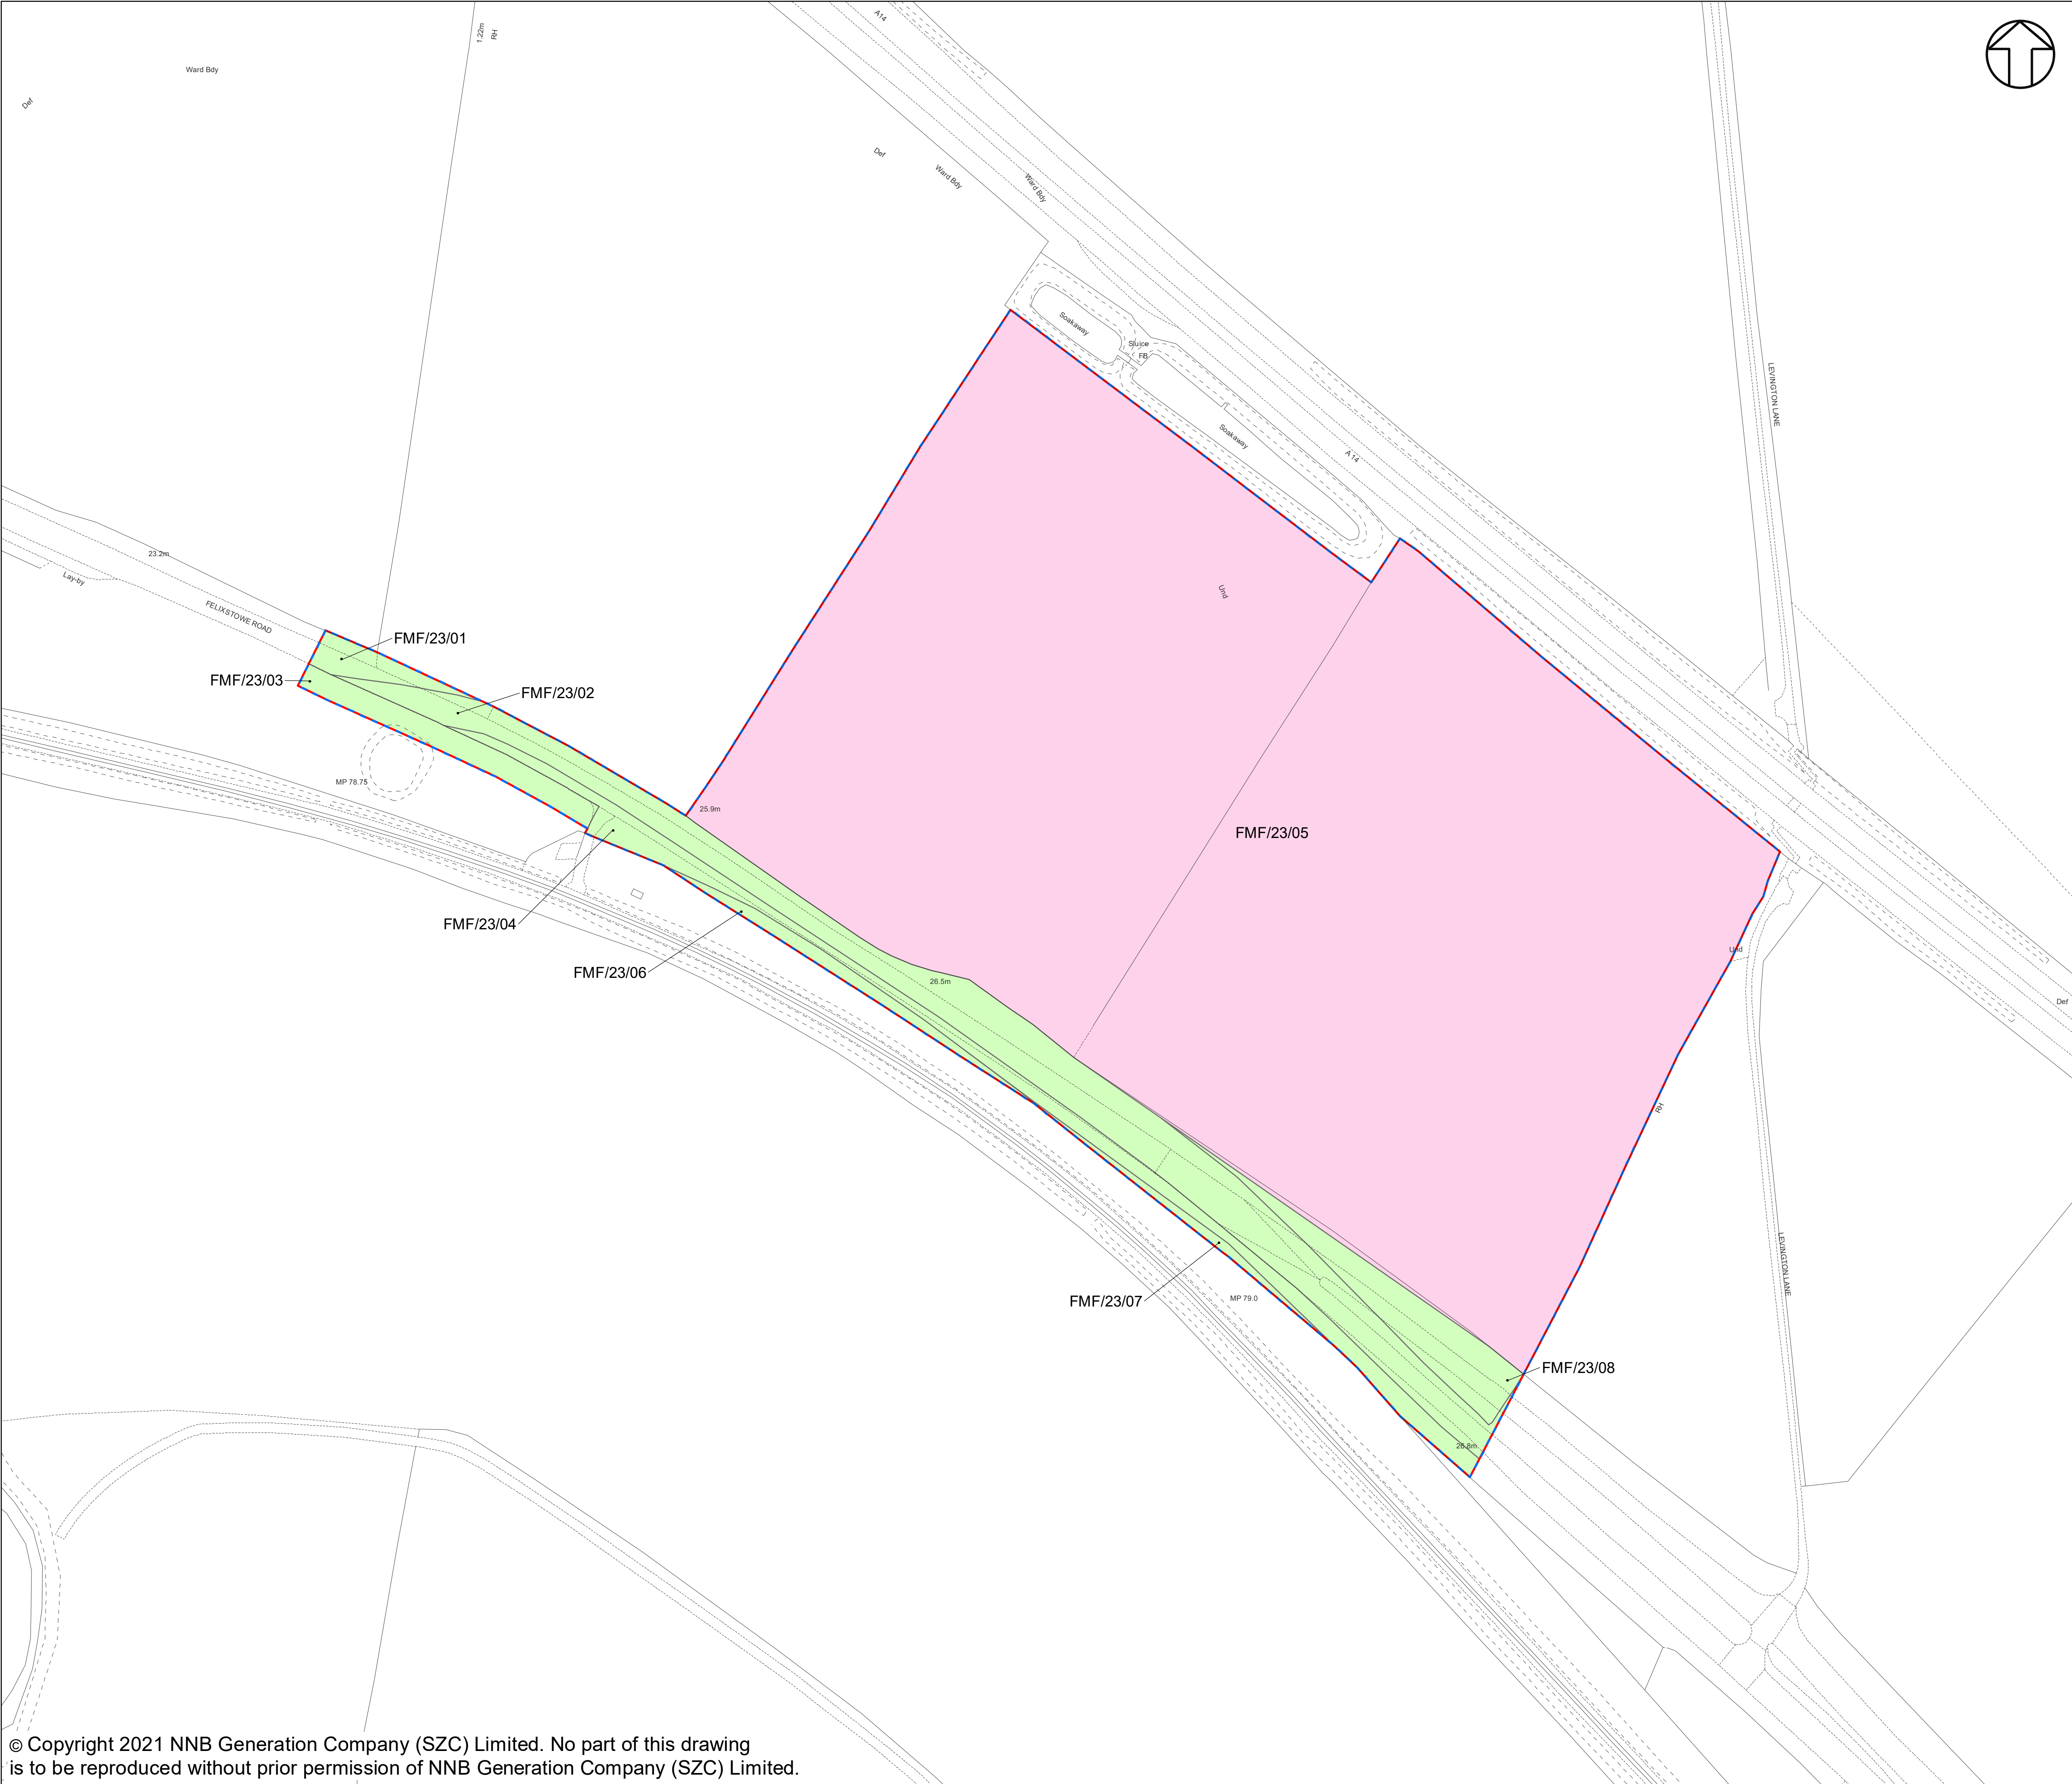 A14
1.22m
RH
Ward Bdy
Def
Def
Ward Bdy
Ward Bdy
Soakaway
Sluice
FB
LEVINGTON LANE
Soakaway
A 14
23.2m
Lay-by
Und
FELIXSTOWE ROAD
FMF/23/01
FMF/23/03
FMF/23/02
MP 78.75
25.9m
FMF/23/05
FMF/23/04
Und
FMF/23/06
26.5m
Def
RH
LEVINGTON LANE
FMF/23/07
MP 79.0
FMF/23/08
26.8m
© Copyright 2021 NNB Generation Company (SZC) Limited. No part of this drawing
is to be reproduced without prior permission of NNB Generation Company (SZC) Limited.